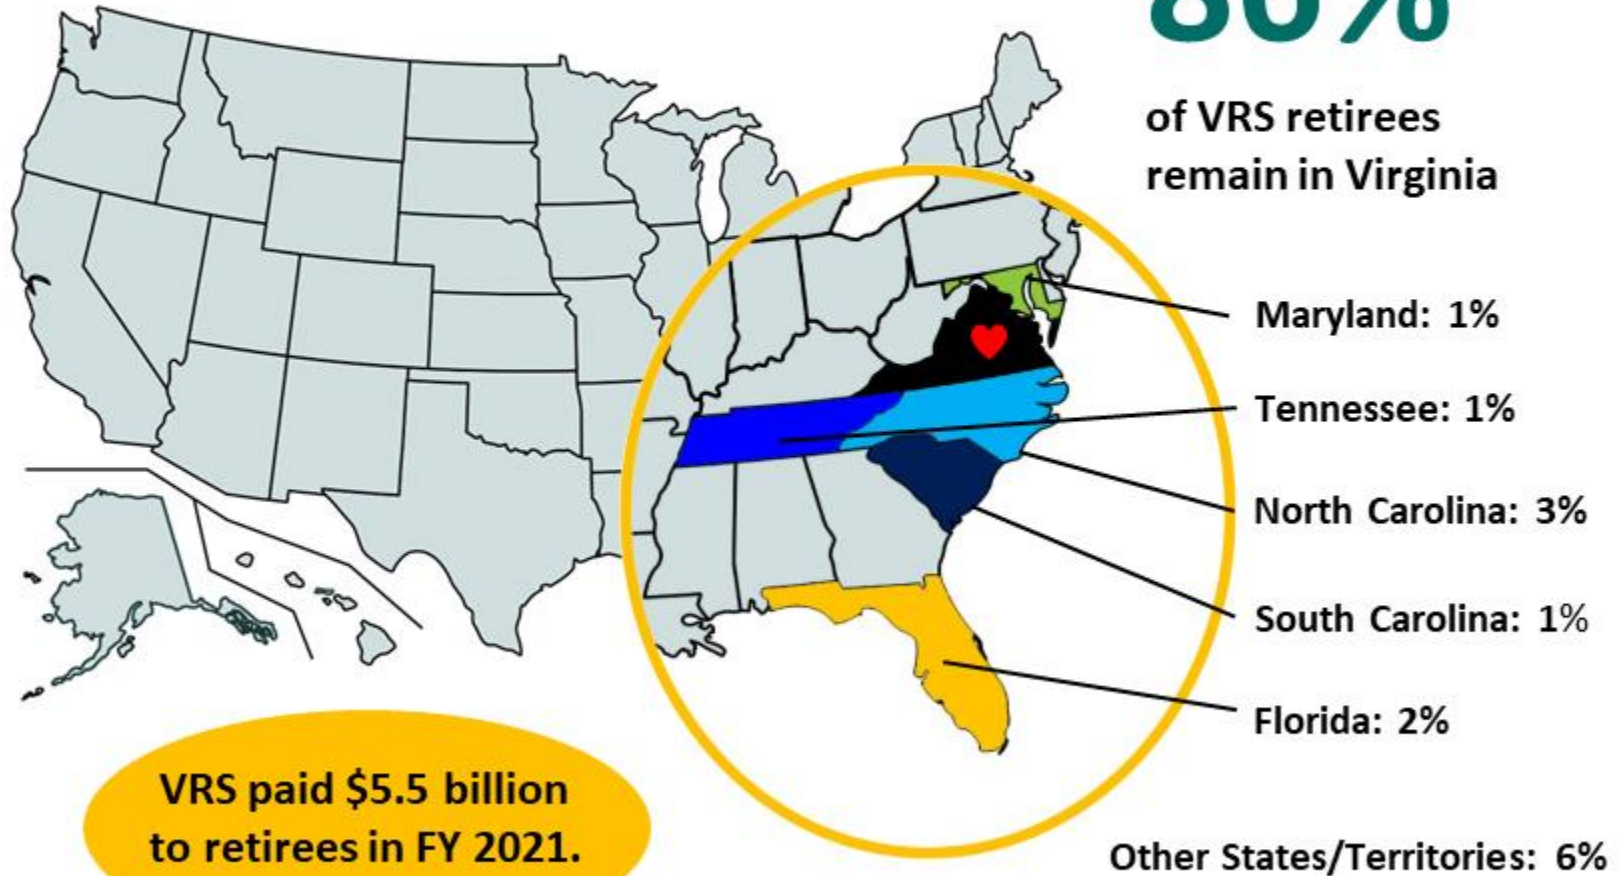 86%
of VRS retirees
remain in Virginia
Maryland: 1%
Tennessee: 1%
North Carolina: 3%
South Carolina: 1%
Florida: 2%
VRS paid $5.5 billion
to retirees in FY 2021.
Other States/Territories: 6%